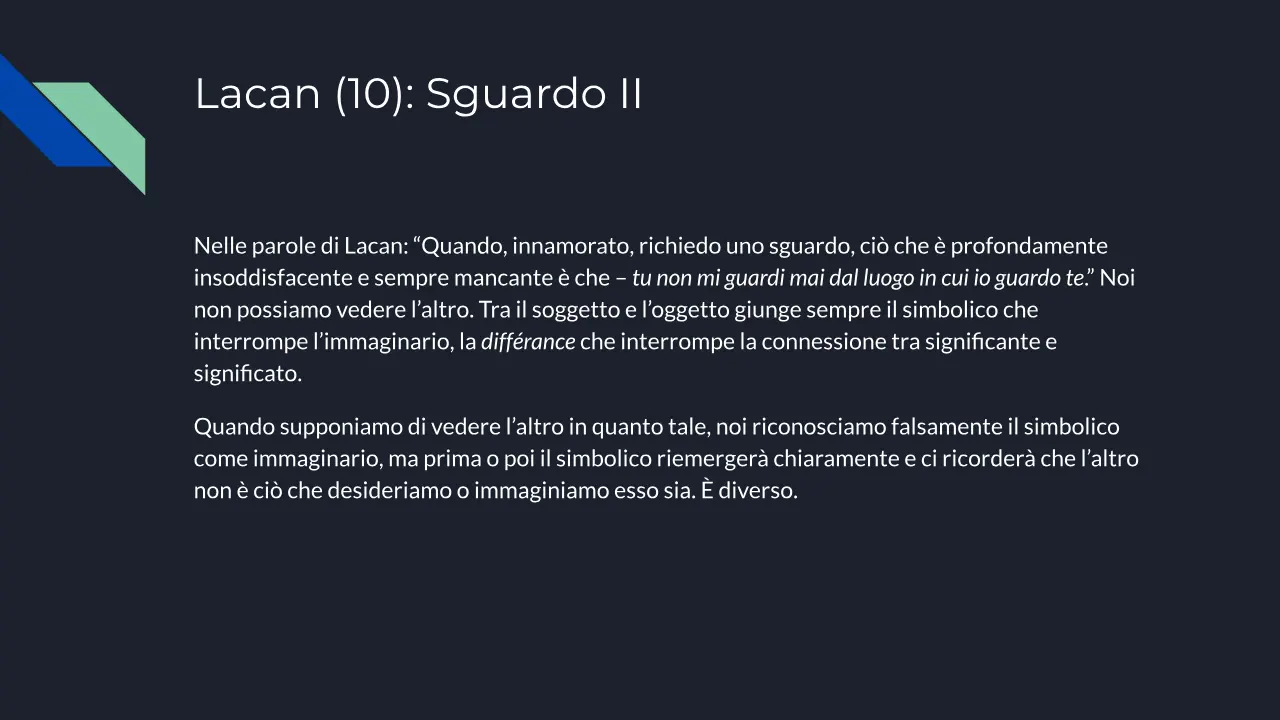 Lacan (10): Sguardo II
Nelle parole di Lacan: “Quando, innamorato, richiedo uno sguardo, ciò che è profondamente
insoddisfacente e sempre mancante è che – tu non mi guardi mai dal luogo in cui io guardo te.” Noi
non possiamo vedere l’altro. Tra il soggetto e l’oggetto giunge sempre il simbolico che
interrompe l’immaginario, la différance che interrompe la connessione tra significante e
significato.
Quando supponiamo di vedere l’altro in quanto tale, noi riconosciamo falsamente il simbolico
come immaginario, ma prima o poi il simbolico riemergerà chiaramente e ci ricorderà che l’altro
non è ciò che desideriamo o immaginiamo esso sia. È diverso.